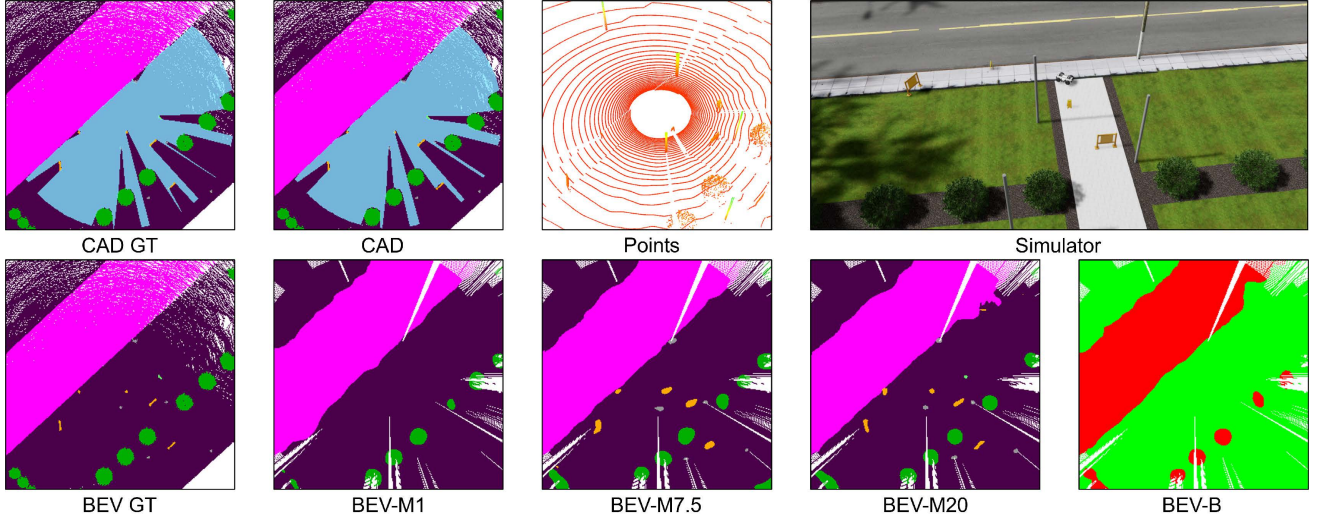 CAD GT
CAD
Points
Simulator
BEV GT
BEV-M1
BEV-M7.5
BEV-M20
BEV-B